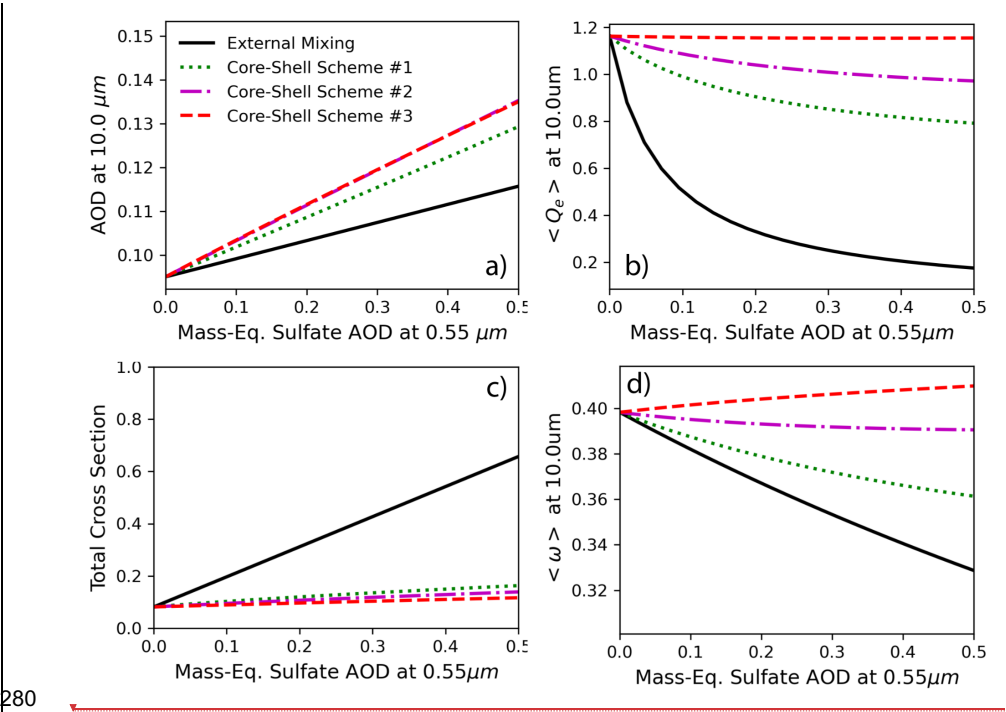 0.15
0.14
0.13
0.12
0.11
0.10
AOD at 10.0 μm
External Mixing
Core-Shell Scheme #1
Core-Shell Scheme #2
Core-Shell Scheme #3
a)
0.0 0.1 0.2 0.3 0.4 0.5
Mass-Eq. Sulfate AOD at 0.55 μm
1.2
1.0
0.8
0.6
0.4
0.2
< Qe > at 10.0um
b)
0.0 0.1 0.2 0.3 0.4 0.5
Mass-Eq. Sulfate AOD at 0.55μm
1.0
0.8
0.6
0.4
0.2
0.0
Total Cross Section
c)
0.0 0.1 0.2 0.3 0.4 0.5
Mass-Eq. Sulfate AOD at 0.55μm
d)
0.40
0.38
0.36
0.34
0.32
< ω > at 10.0um
0.0 0.1 0.2 0.3 0.4 0.5
Mass-Eq. Sulfate AOD at 0.55μm
280